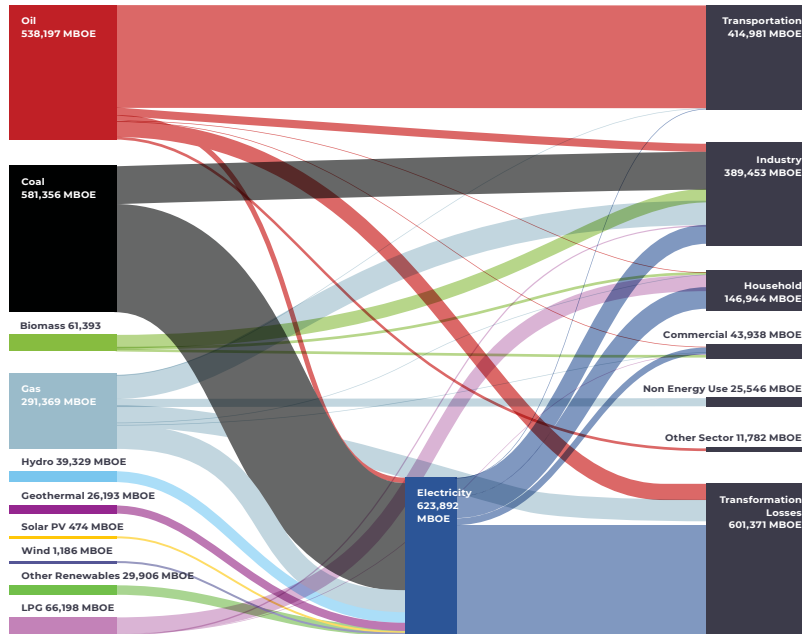 Oil
538,197 MBOE
Coal
581,356 MBOE
Biomass 61,393
Gas
291,369 MBOE
Hydro 39,329 MBOE
Geothermal 26,193 MBOE
Solar PV 474 MBOE
Wind 1,186 MBOE
Other Renewables 29,906 MBOE
LPG 66,198 MBOE
Electricity
623,892
MBOE
Transportation
414,981 MBOE
Industry
389,453 MBOE
Household
146,944 MBOE
Commercial 43,938 MBOE
Non Energy Use 25,546 MBOE
Other Sector 11,782 MBOE
Transformation
Losses
601,371 MBOE